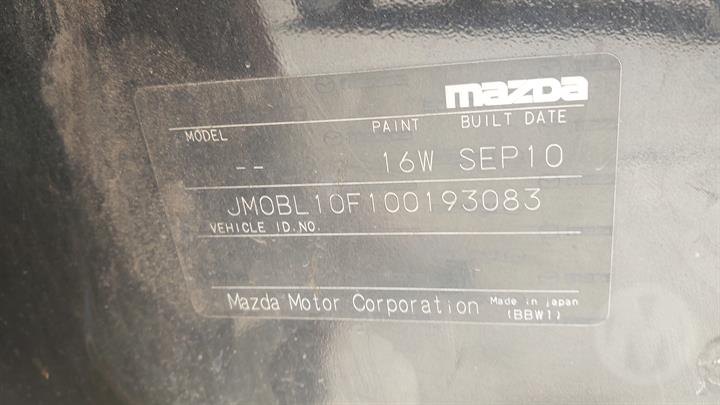 mazda
MODEL PAINT BUILT DATE
-- 16W SEP10
JM0BL10F100193083
VEHICLE ID.NO.
Mazda Motor Corporation Made in Japan
(BBW1)